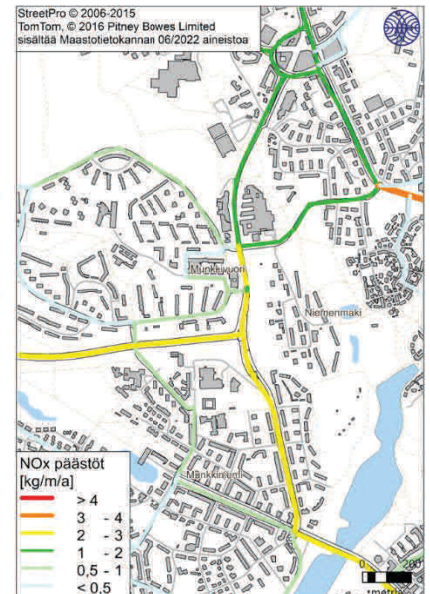 StreetPro © 2006-2015
TomTom, © 2016 Pitney Bowes Limited
sisältää Maastotietokannan 06/2022 aineistoa
Munkkivuori
Niemenmäki
Munkkiniemi
NOx päästöt
[kg/m/a]
> 4
3 - 4
2 - 3
1 - 2
0,5 - 1
< 0.5
0 200
metriä